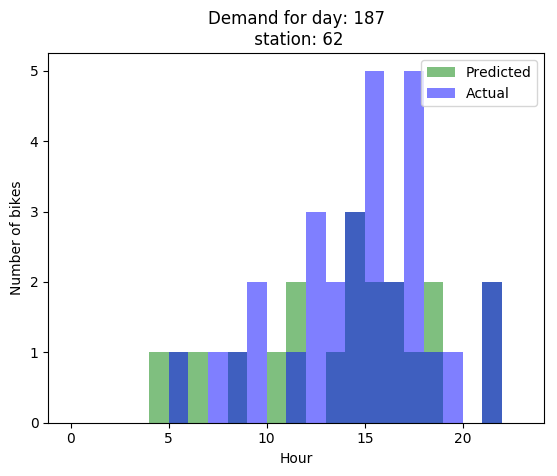 Demand for day: 187
station: 62
Predicted
Actual
Number of bikes
5
4
3
2
1
0
0
5
10
15
20
Hour